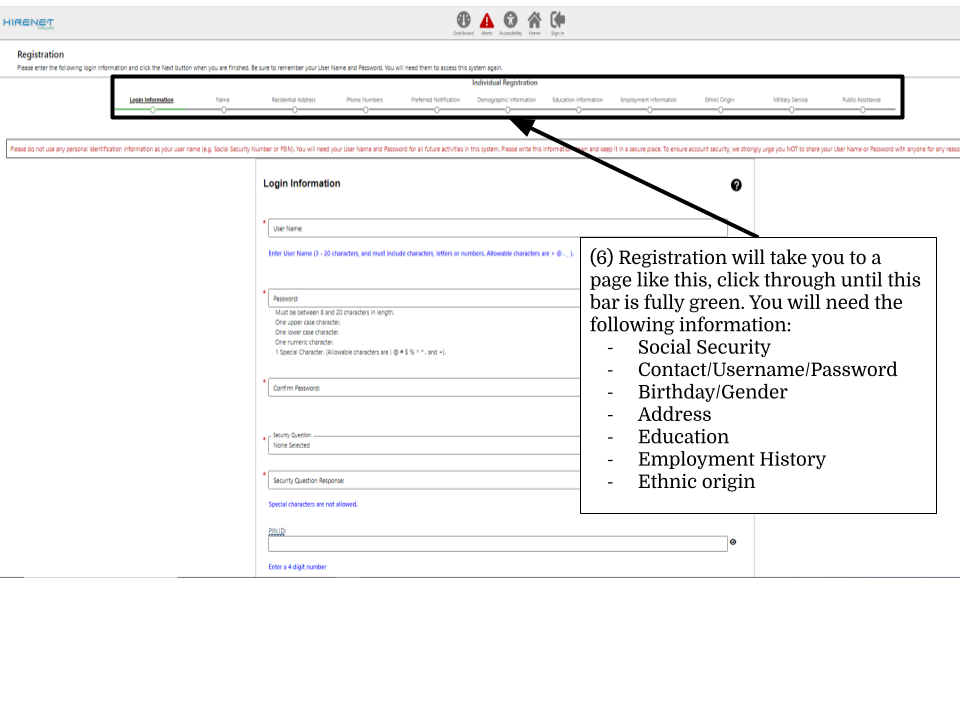 HIRENET
Dashboard Alerts Accessibility Home Sign In
Registration
Please enter the following login information and click the Next button when you are finished. Be sure to remember your User Name and Password. You will need them to access this system again.
Individual Registration
Login Information Name Residential Address Phone Numbers Preferred Notification Demographic Information Education Information Employment Information Ethnic Origin Military Service Public Assistance
Please do not use any personal identification information as your user name (e.g. Social Security Number or FEIN). You will need your User Name and Password for all future activities in this system. Please write this information and keep it in a secure place. To ensure account security, we strongly urge you NOT to share your User Name or Password with anyone for any reaso
Login Information
* User Name:
Enter User Name (3 - 20 characters, and must include characters, letters or numbers. Allowable characters are + @ . _ ).
* Password:
Must be between 8 and 20 characters in length.
One upper case character.
One lower case character.
One numeric character.
1 Special Character. (Allowable characters are ! @ # $ % ^ * . and +).
* Confirm Password:
* Security Question:
None Selected
* Security Question Response:
Special characters are not allowed.
PIN ID:
Enter a 4 digit number
(6) Registration will take you to a
page like this, click through until this
bar is fully green. You will need the
following information:
- Social Security
- Contact/Username/Password
- Birthday/Gender
- Address
- Education
- Employment History
- Ethnic origin